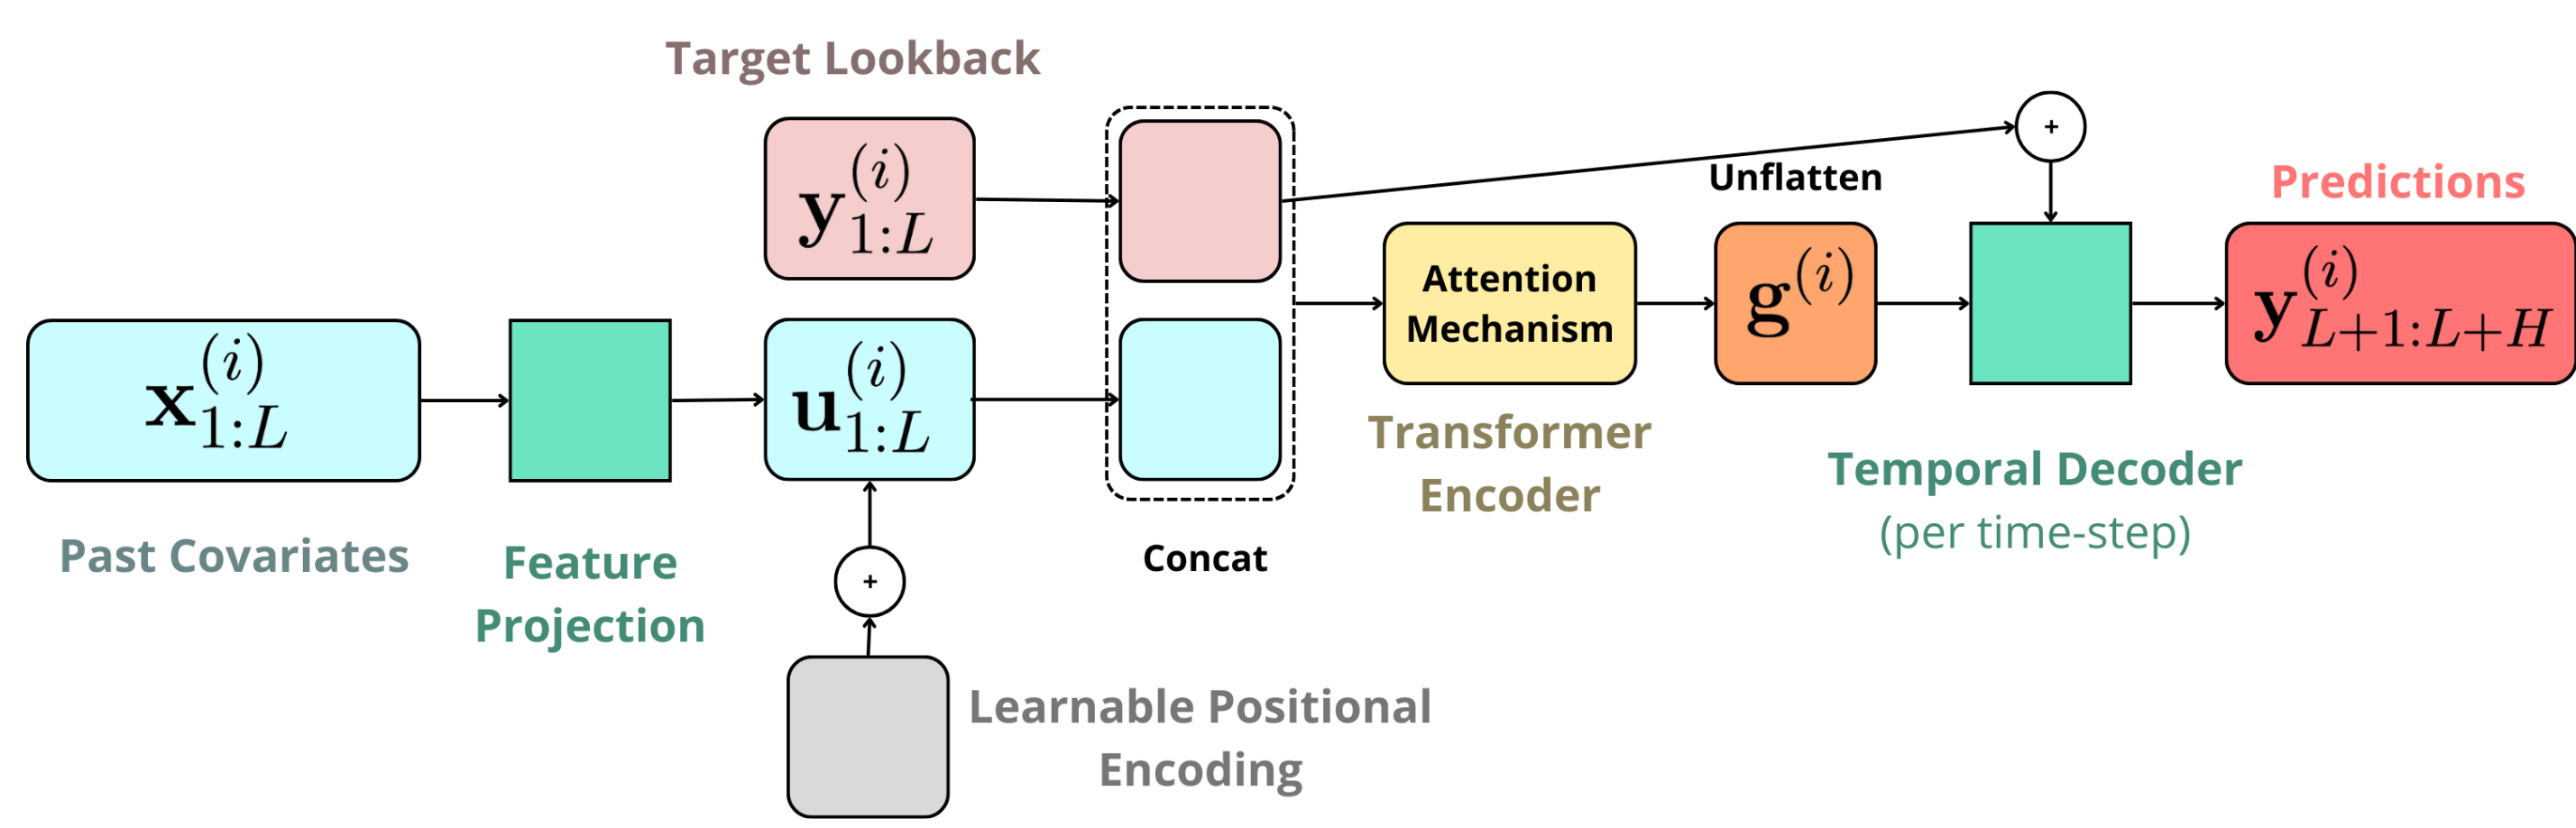 Target Lookback
y^{(i)}_{1:L}
+
Unflatten
Predictions
Attention
Mechanism
g^{(i)}
y^{(i)}_{L+1:L+H}
x^{(i)}_{1:L}
u^{(i)}_{1:L}
Transformer
Encoder
Temporal Decoder
(per time-step)
Past Covariates
Feature
Projection
Concat
+
Learnable Positional
Encoding